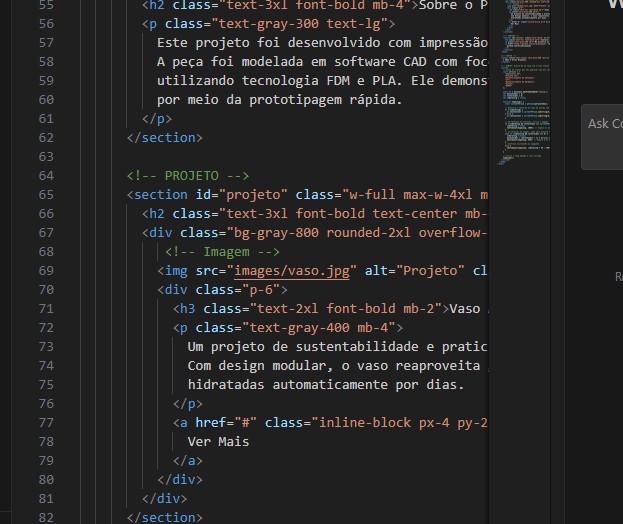 55 <h2 class="text-3xl font-bold mb-4">Sobre o P
56 <p class="text-gray-300 text-lg">
57 Este projeto foi desenvolvido com impressão
58 A peça foi modelada em software CAD com foc
59 utilizando tecnologia FDM e PLA. Ele demons
60 por meio da prototipagem rápida.
61 </p>
62 </section>
63
64 <!-- PROJETO -->
65 <section id="projeto" class="w-full max-w-4xl m
66 <h2 class="text-3xl font-bold text-center mb-
67 <div class="bg-gray-800 rounded-2xl overflow-
68 <!-- Imagem -->
69 <img src="images/vaso.jpg" alt="Projeto" cl
70 <div class="p-6">
71 <h3 class="text-2xl font-bold mb-2">Vaso
72 <p class="text-gray-400 mb-4">
73 Um projeto de sustentabilidade e pratic
74 Com design modular, o vaso reaproveita
75 hidratadas automaticamente por dias.
76 </p>
77 <a href="#" class="inline-block px-4 py-2
78 Ver Mais
79 </a>
80 </div>
81 </div>
82 </section>
Ask Co